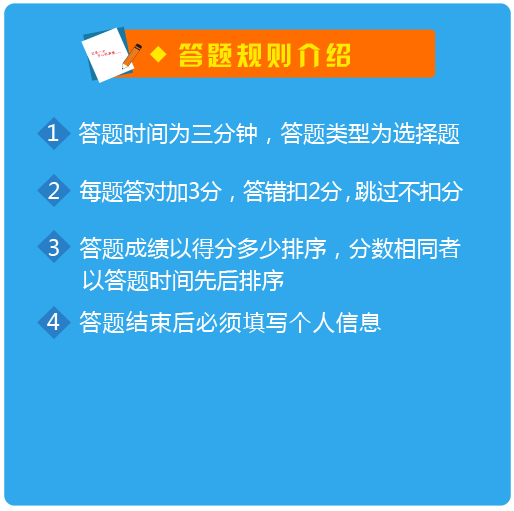 答题规则介绍
1 答题时间为三分钟，答题类型为选择题
2 每题答对加3分，答错扣2分，跳过不扣分
3 答题成绩以得分多少排序，分数相同者
以答题时间先后排序
4 答题结束后必须填写个人信息